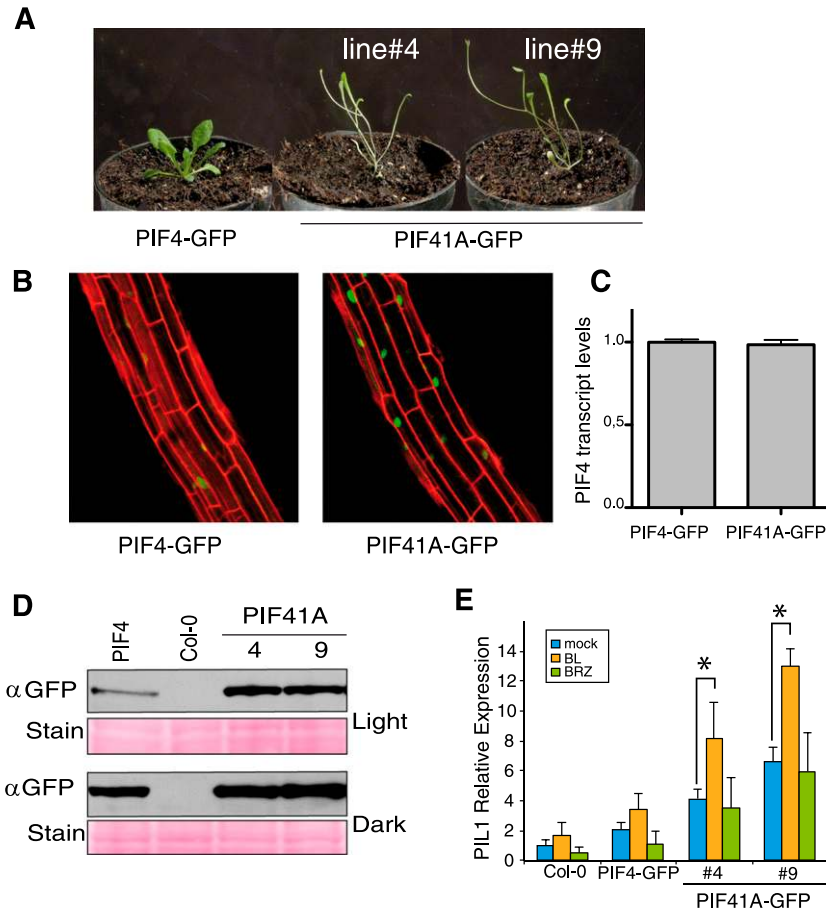 A
line#4
line#9
PIF4-GFP
PIF41A-GFP
B
PIF4-GFP
PIF41A-GFP
C
PIF4 transcript levels
1.0
0.5
0.0
PIF4-GFP
PIF41A-GFP
D
PIF4
Col-0
PIF41A
4
9
αGFP
Stain
Light
αGFP
Stain
Dark
E
PIL1 Relative Expression
14
12
10
8
6
4
2
0
mock
BL
BRZ
*
*
Col-0
PIF4-GFP
#4
#9
PIF41A-GFP